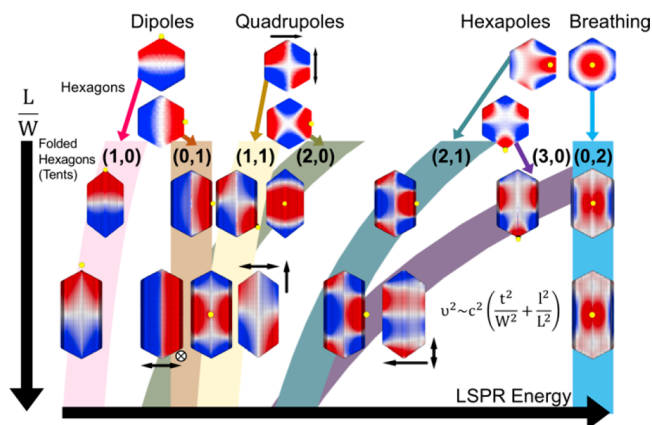 Dipoles
Quadrupoles
Hexapoles
Breathing
Hexagons
L
W
Folded
Hexagons
(Tents)
(1,0)
(0,1)
(1,1)
(2,0)
(2,1)
(3,0)
(0,2)
υ²~c² (t²/W² + l²/L²)
LSPR Energy